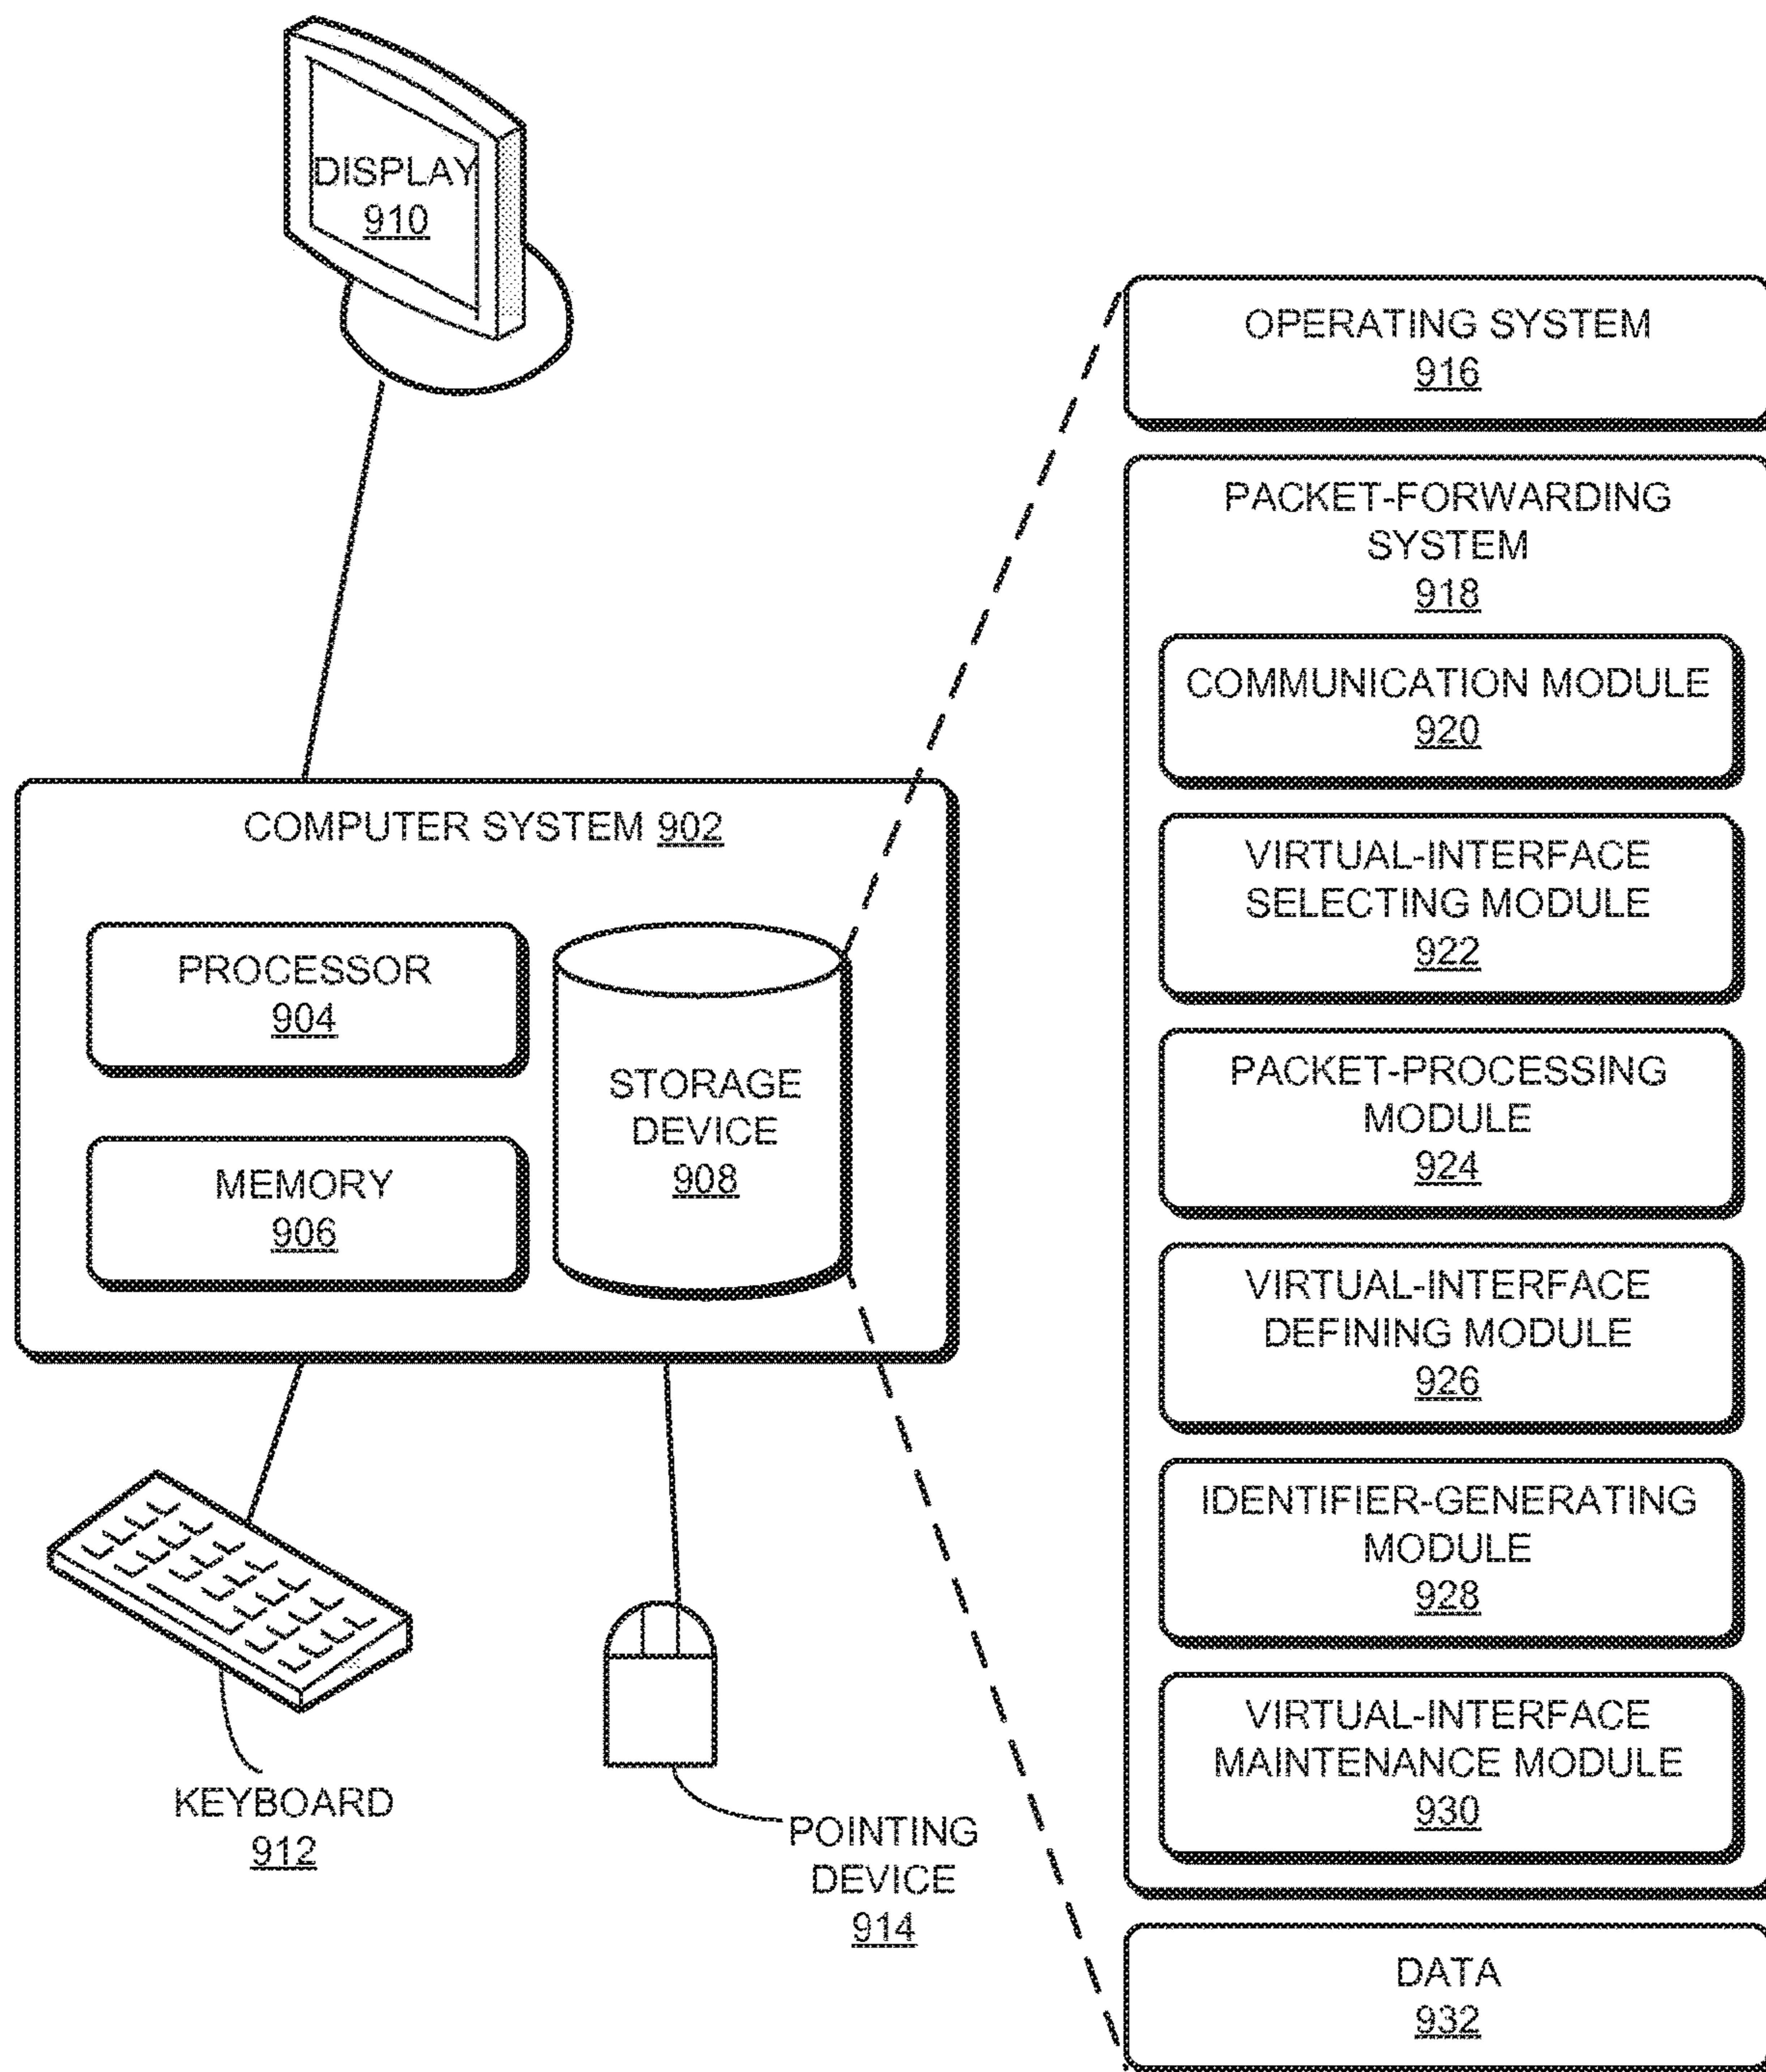 DISPLAY
910
COMPUTER SYSTEM 902
PROCESSOR
904
MEMORY
906
STORAGE
DEVICE
908
KEYBOARD
912
POINTING
DEVICE
914
OPERATING SYSTEM
916
PACKET-FORWARDING
SYSTEM
918
COMMUNICATION MODULE
920
VIRTUAL-INTERFACE
SELECTING MODULE
922
PACKET-PROCESSING
MODULE
924
VIRTUAL-INTERFACE
DEFINING MODULE
926
IDENTIFIER-GENERATING
MODULE
928
VIRTUAL-INTERFACE
MAINTENANCE MODULE
930
DATA
932